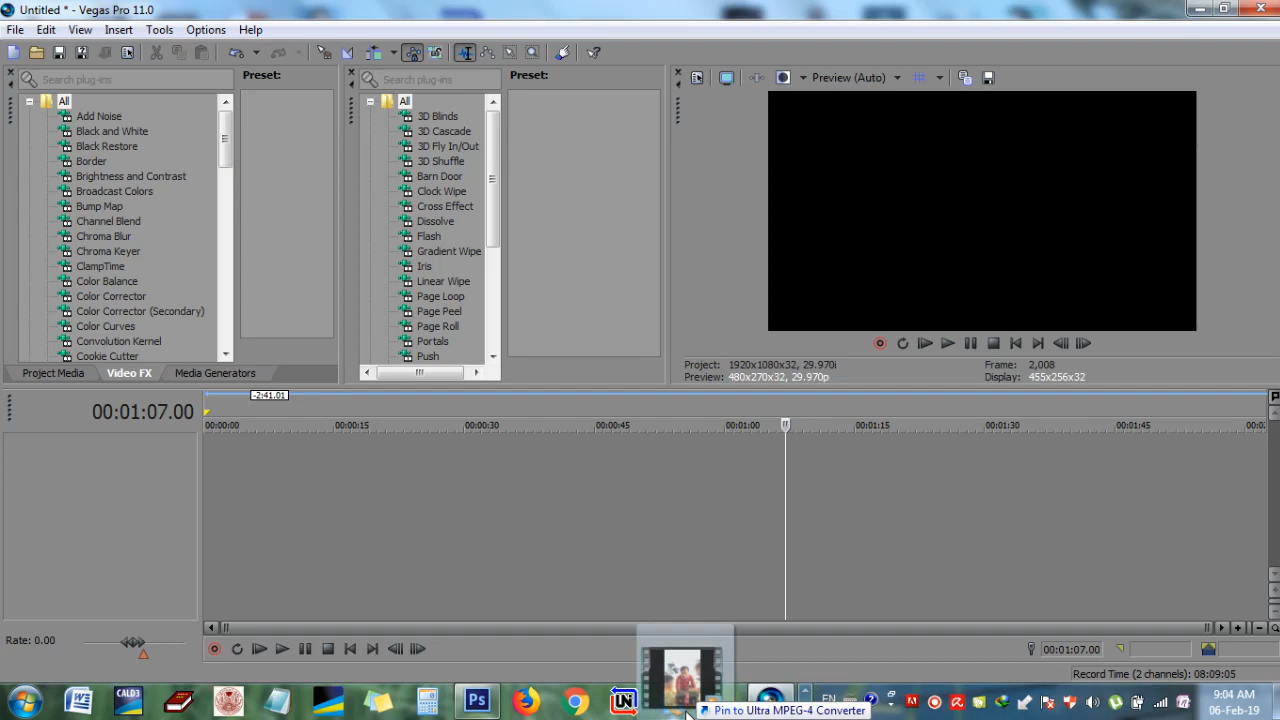 Untitled * - Vegas Pro 11.0
File Edit View Insert Tools Options Help
Search plug-ins
Preset:
All
Add Noise
Black and White
Black Restore
Border
Brightness and Contrast
Broadcast Colors
Bump Map
Channel Blend
Chroma Blur
Chroma Keyer
ClampTime
Color Balance
Color Corrector
Color Corrector (Secondary)
Color Curves
Convolution Kernel
Cookie Cutter
Project Media Video FX Media Generators
Search plug-ins
Preset:
All
3D Blinds
3D Cascade
3D Fly In/Out
3D Shuffle
Barn Door
Clock Wipe
Cross Effect
Dissolve
Flash
Gradient Wipe
Iris
Linear Wipe
Page Loop
Page Peel
Page Roll
Portals
Push
Preview (Auto)
Project: 1920x1080x32, 29.970i
Frame: 2,008
Preview: 480x270x32, 29.970p
Display: 455x256x32
-2:41.01
00:01:07.00
00:00:00 00:00:15 00:00:30 00:00:45 00:01:00 00:01:15 00:01:30 00:01:45
Rate: 0.00
00:01:07.00
Record Time (2 channels): 08:09:05
CALD3
Ps
UN
Pin to Ultra MPEG-4 Converter
EN
9:04 AM
06-Feb-19